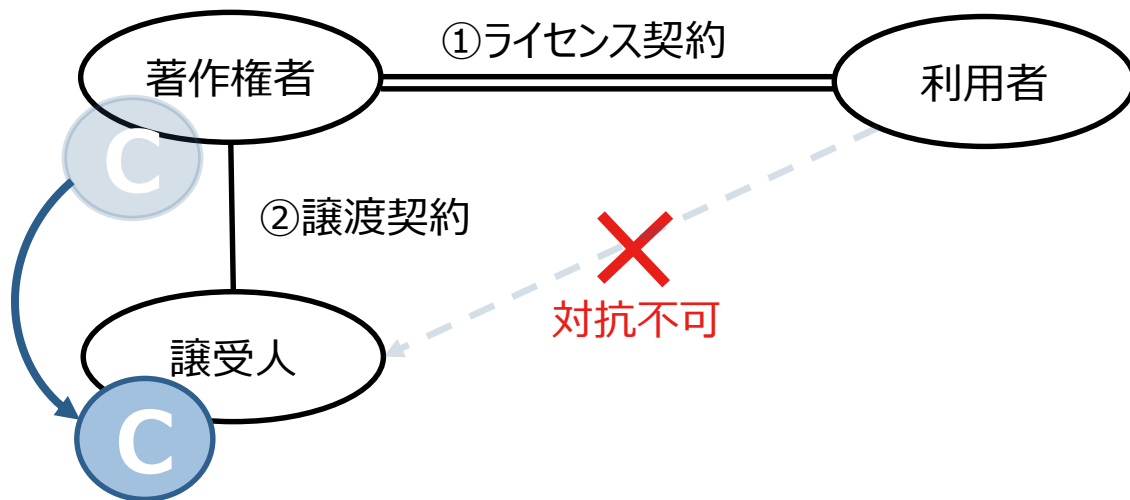 ①ライセンス契約
著作権者
利用者
C
②譲渡契約
対抗不可
譲受人
C